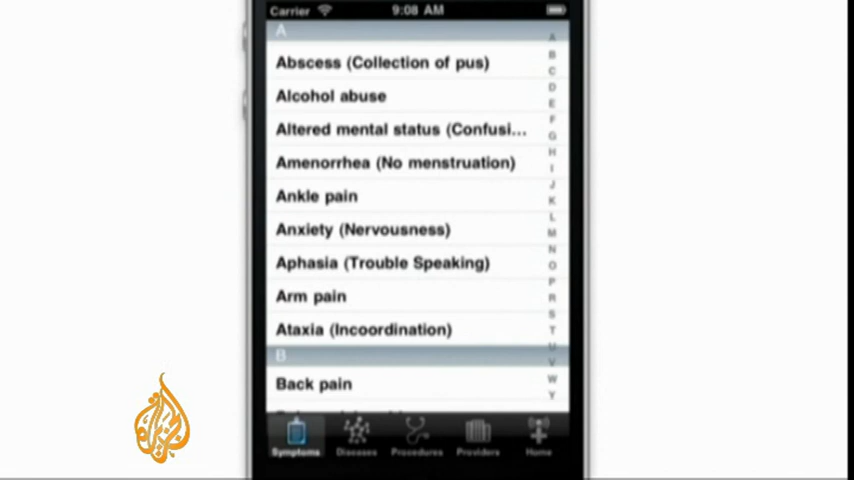 Carrier 9:08 AM
A
Abscess (Collection of pus)
Alcohol abuse
Altered mental status (Confusi...
Amenorrhea (No menstruation)
Ankle pain
Anxiety (Nervousness)
Aphasia (Trouble Speaking)
Arm pain
Ataxia (Incoordination)
B
Back pain
A
B
C
D
E
F
G
H
I
J
K
L
M
N
O
P
R
S
T
U
V
W
Y
Symptoms Diseases Procedures Providers Home
الجزيرة